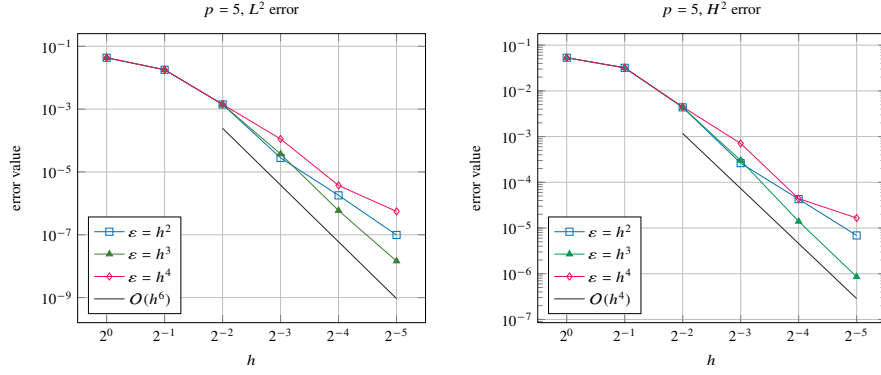 p = 5, L² error
10⁻¹
10⁻³
10⁻⁵
10⁻⁷
10⁻⁹
error value
ε = h²
ε = h³
ε = h⁴
O(h⁶)
2⁰ 2⁻¹ 2⁻² 2⁻³ 2⁻⁴ 2⁻⁵
h
p = 5, H² error
10⁻¹
10⁻²
10⁻³
10⁻⁴
10⁻⁵
10⁻⁶
10⁻⁷
error value
ε = h²
ε = h³
ε = h⁴
O(h⁴)
2⁰ 2⁻¹ 2⁻² 2⁻³ 2⁻⁴ 2⁻⁵
h